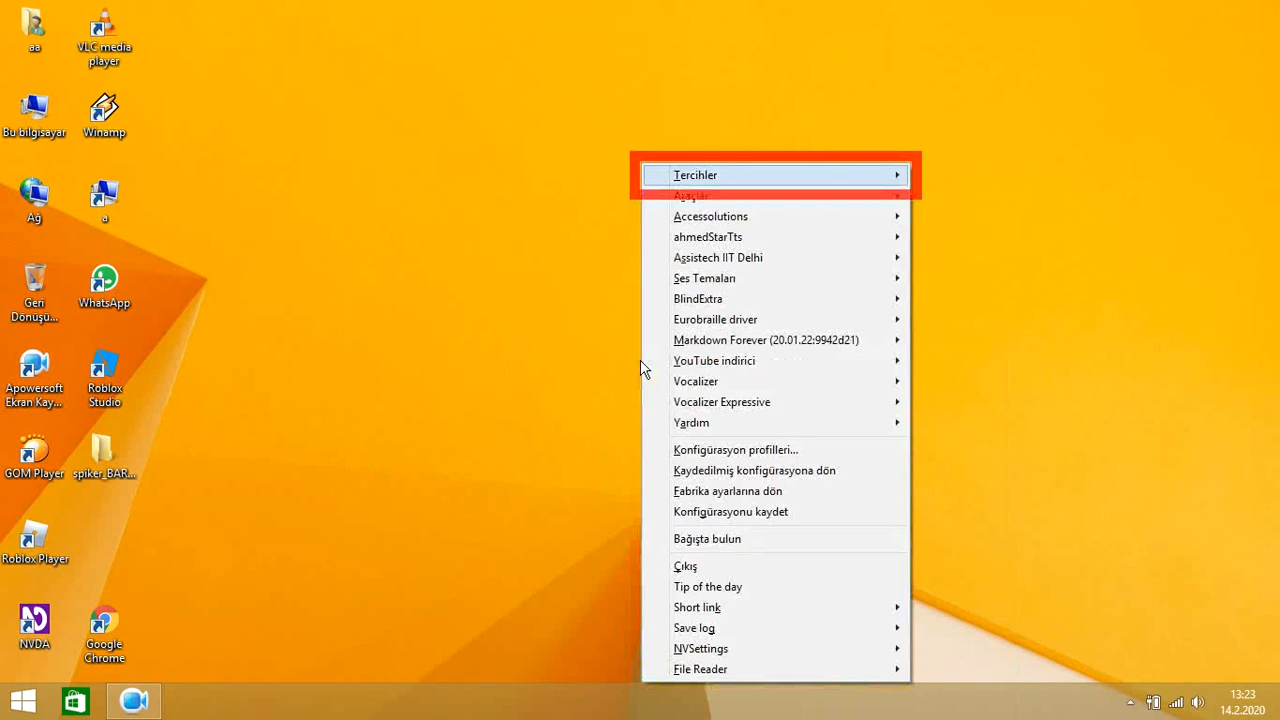 aa
VLC media
player
Bu bilgisayar
Winamp
Ağ
a
Geri
Dönüşü...
WhatsApp
Apowersoft
Ekran Kay...
Roblox
Studio
GOM Player
spiker_BAR...
Roblox Player
NVDA
Google
Chrome
Tercihler
Araçlar
Accessolutions
ahmedStarTts
Assistech IIT Delhi
Ses Temaları
BlindExtra
Eurobraille driver
Markdown Forever (20.01.22:9942d21)
YouTube indirici
Vocalizer
Vocalizer Expressive
Yardım
Konfigürasyon profilleri...
Kaydedilmiş konfigürasyona dön
Fabrika ayarlarına dön
Konfigürasyonu kaydet
Bağışta bulun
Çıkış
Tip of the day
Short link
Save log
NVSettings
File Reader
13:23
14.2.2020